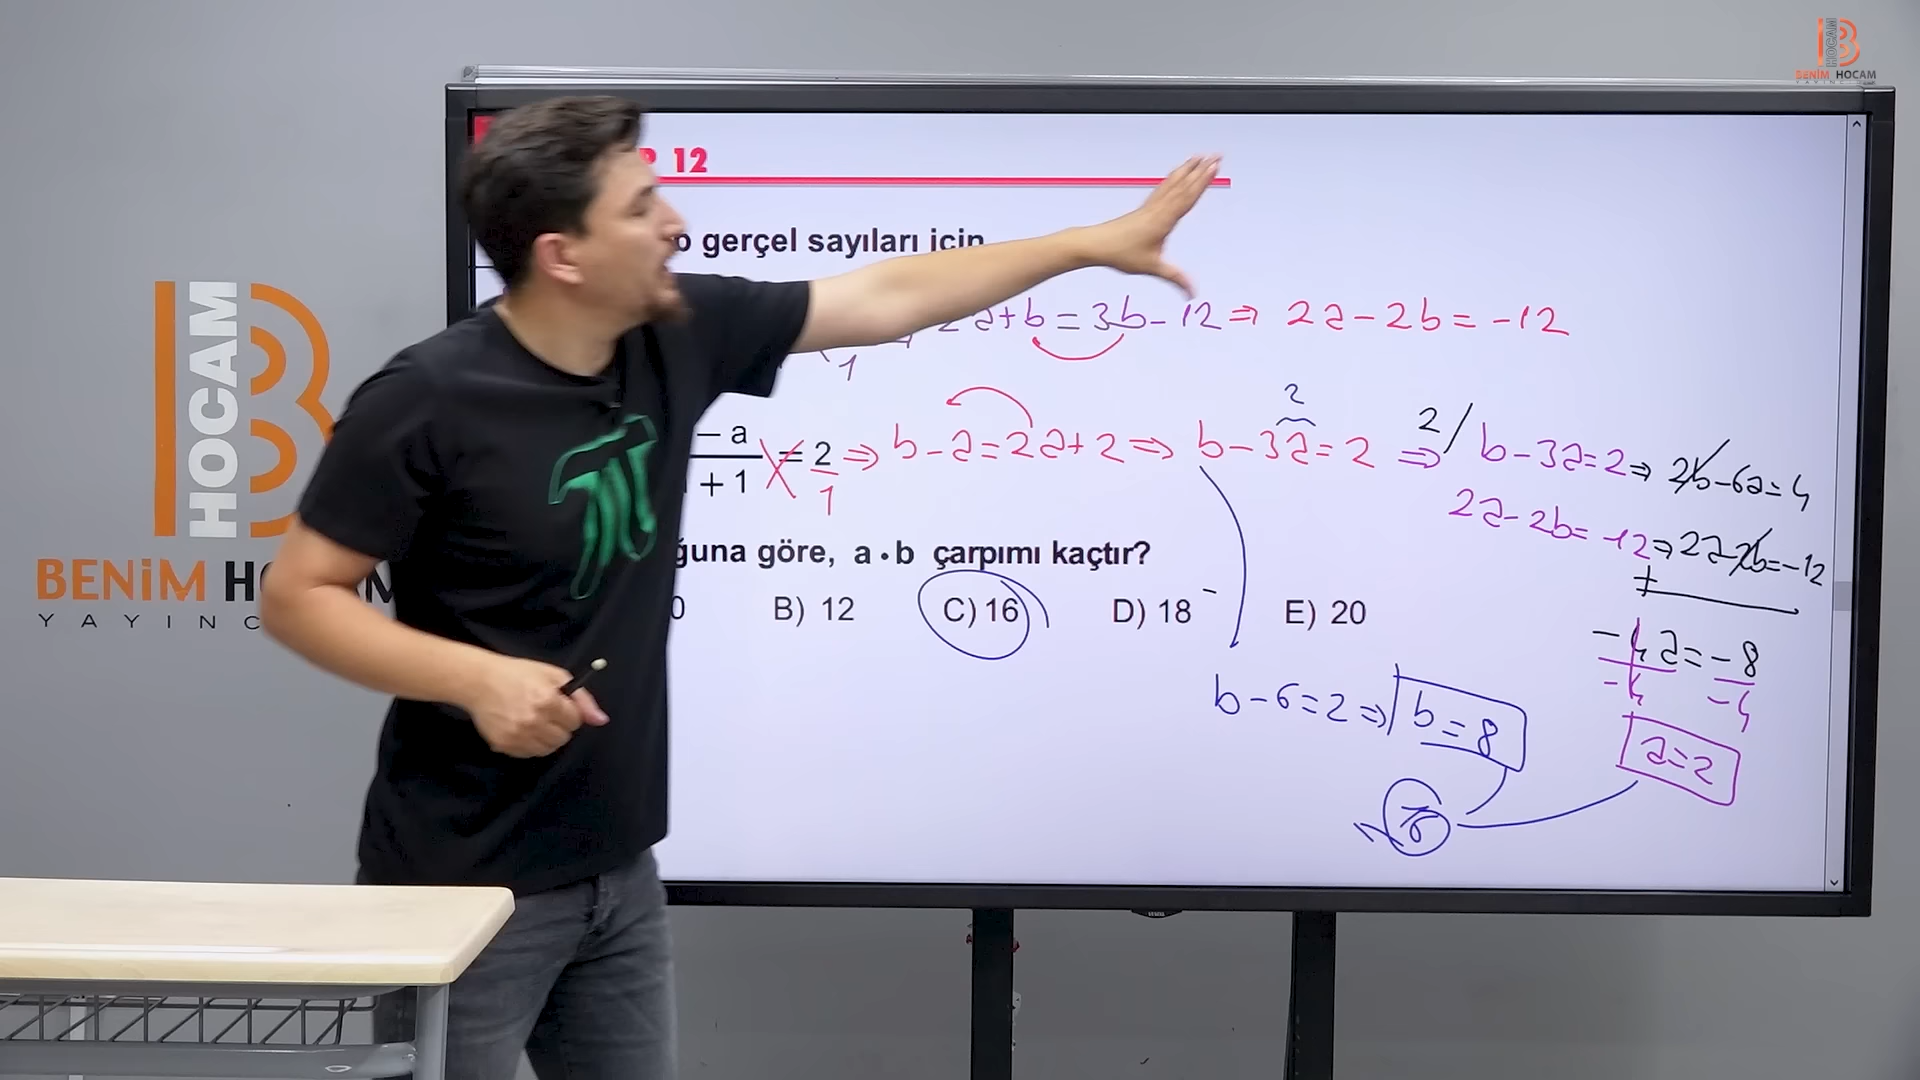 B HOCAM
BENİM HOCAM
12
gerçel sayıları için
2a+b=3b-12⇒ 2a-2b=-12
1
- a
+ 1
= 2
1
⇒ b-a=2a+2⇒ b-3a=2 ⇒
2
2/ b-3a=2⇒ 2b-6a=4
2a-2b=-12⇒2a-2b=-12
+
-4a=-8
-4 -4
a=2
ğuna göre, a•b çarpımı kaçtır?
0 B) 12 C) 16 D) 18 E) 20
b-6=2⇒ b=8
HOCAM
BENİM